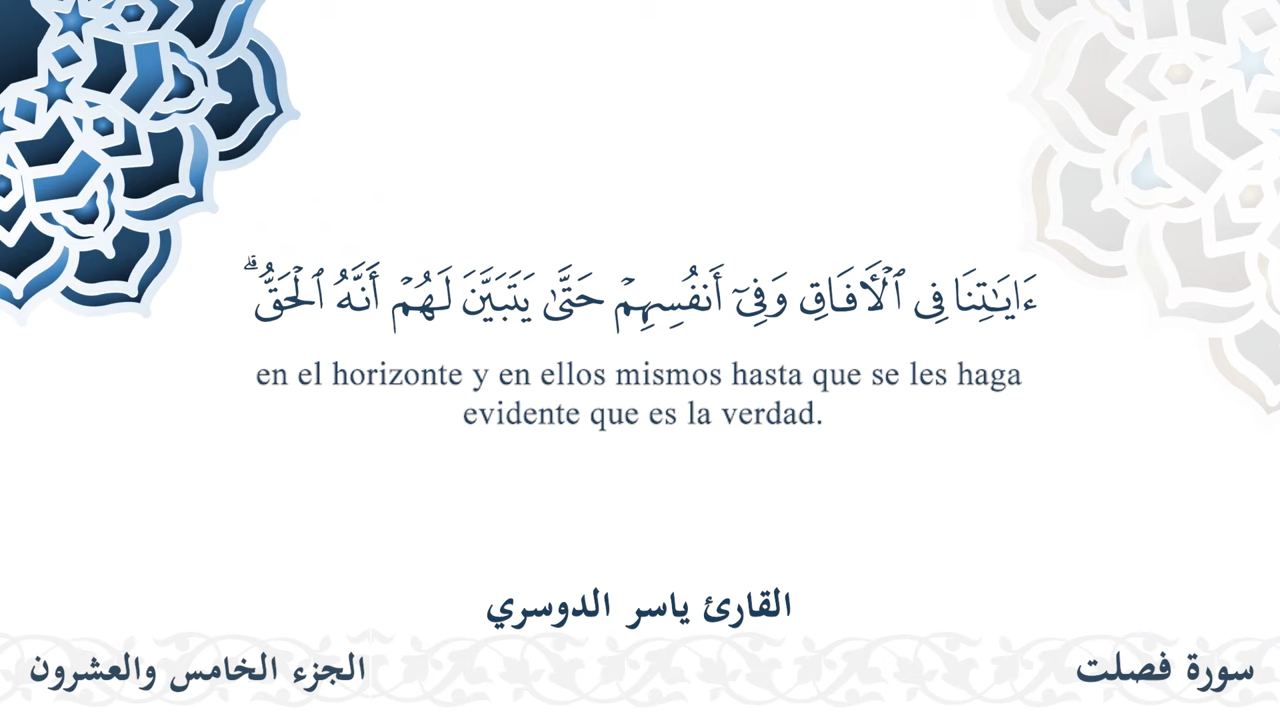 ءَايَـٰتِنَا فِى ٱلْـَٔافَاقِ وَفِىٓ أَنفُسِهِمْ حَتَّىٰ يَتَبَيَّنَ لَهُمْ أَنَّهُ ٱلْحَقُّ ۗ
en el horizonte y en ellos mismos hasta que se les haga
evidente que es la verdad.
القارئ ياسر الدوسري
سورة فصلت
الجزء الخامس والعشرون